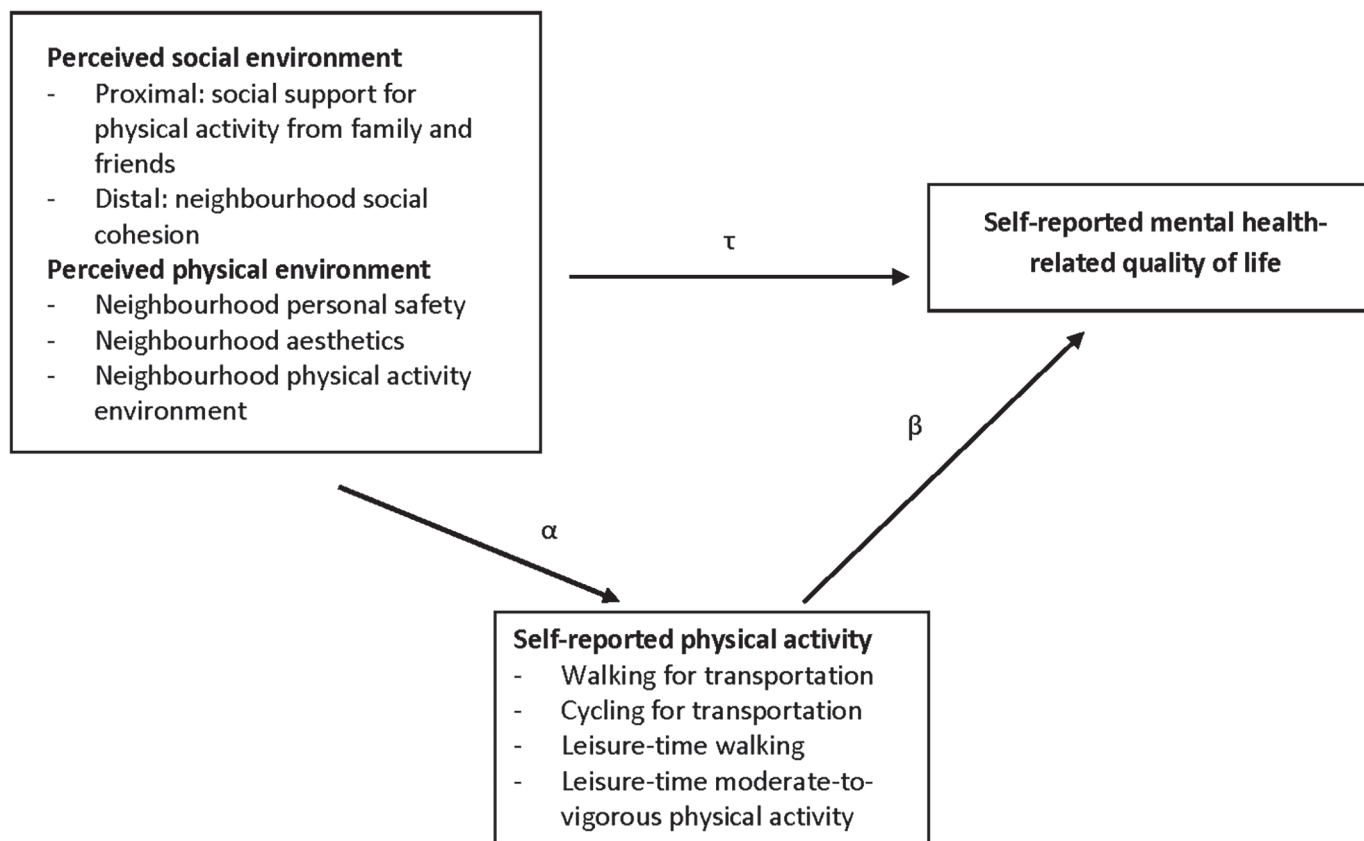 Perceived social environment
- Proximal: social support for
physical activity from family and
friends
- Distal: neighbourhood social
cohesion
Perceived physical environment
- Neighbourhood personal safety
- Neighbourhood aesthetics
- Neighbourhood physical activity
environment
τ
Self-reported mental health-
related quality of life
α
β
Self-reported physical activity
- Walking for transportation
- Cycling for transportation
- Leisure-time walking
- Leisure-time moderate-to-
vigorous physical activity